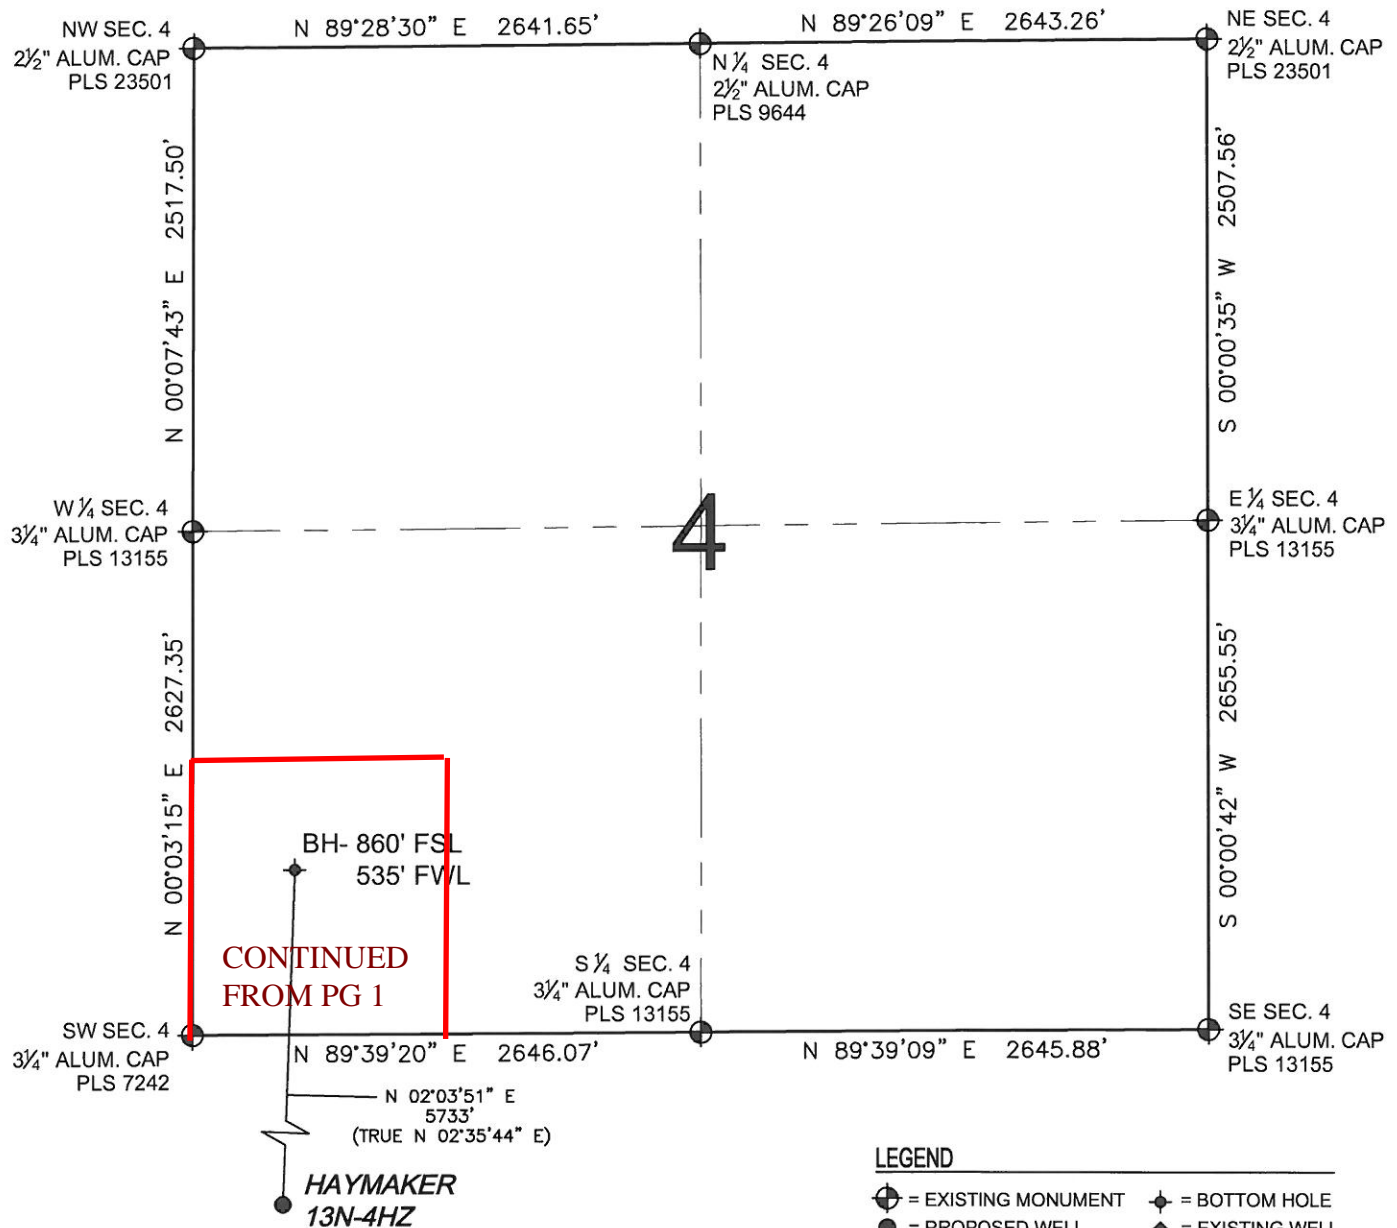 NW SEC. 4
2½" ALUM. CAP
PLS 23501
N 89°28'30" E 2641.65'
N 89°26'09" E 2643.26'
NE SEC. 4
2½" ALUM. CAP
PLS 23501
N ¼ SEC. 4
2½" ALUM. CAP
PLS 9644
N 00°07'43" E 2517.50'
S 00°00'35" W 2507.56'
W ¼ SEC. 4
3¼" ALUM. CAP
PLS 13155
4
E ¼ SEC. 4
3¼" ALUM. CAP
PLS 13155
N 00°03'15" E 2627.35'
S 00°00'42" W 2655.55'
BH- 860' FSL
535' FWL
CONTINUED
FROM PG 1
S ¼ SEC. 4
3¼" ALUM. CAP
PLS 13155
SW SEC. 4
3¼" ALUM. CAP
PLS 7242
N 89°39'20" E 2646.07'
N 89°39'09" E 2645.88'
SE SEC. 4
3¼" ALUM. CAP
PLS 13155
N 02°03'51" E
5733'
(TRUE N 02°35'44" E)
HAYMAKER
13N-4HZ
LEGEND
= EXISTING MONUMENT
= BOTTOM HOLE
= PROPOSED WELL
= EXISTING WELL